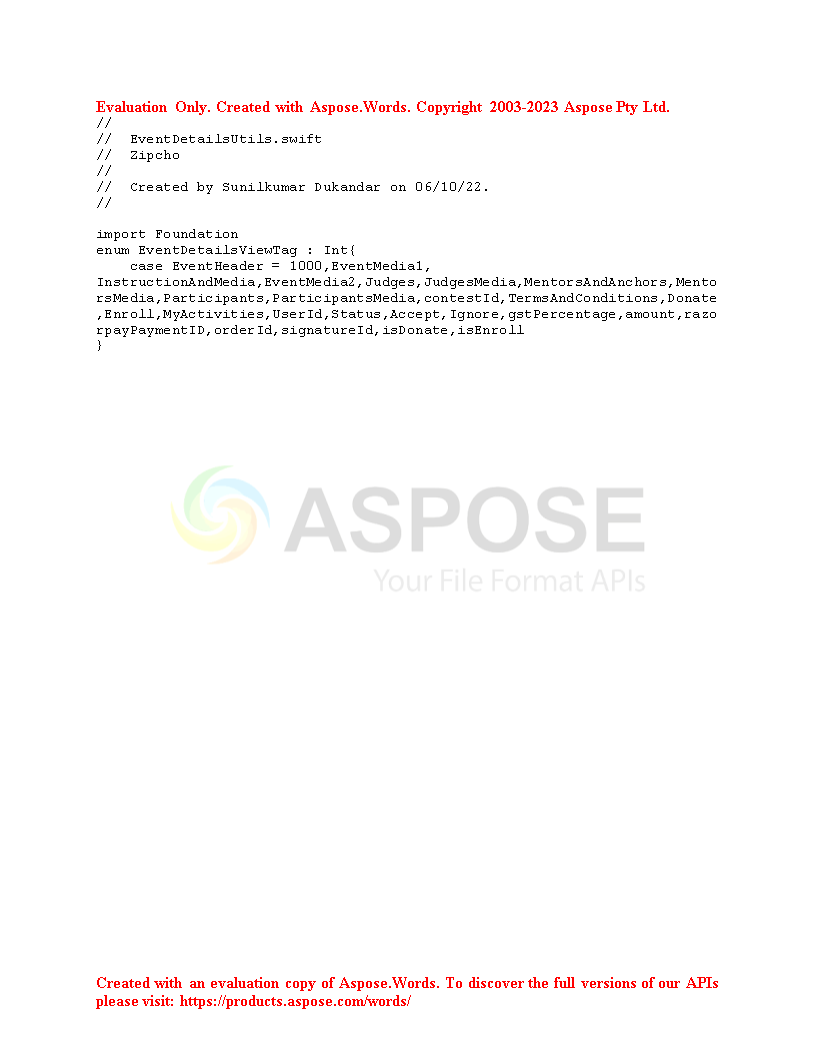 Evaluation Only. Created with Aspose.Words. Copyright 2003-2023 Aspose Pty Ltd.
//
//  EventDetailsUtils.swift
//  Zipcho
//
//  Created by Sunilkumar Dukandar on 06/10/22.
//
import Foundation
enum EventDetailsViewTag : Int{
    case EventHeader = 1000,EventMedia1,
InstructionAndMedia,EventMedia2,Judges,JudgesMedia,MentorsAndAnchors,Mento
rsMedia,Participants,ParticipantsMedia,contestId,TermsAndConditions,Donate
,Enroll,MyActivities,UserId,Status,Accept,Ignore,gstPercentage,amount,razo
rpayPaymentID,orderId,signatureId,isDonate,isEnroll
}
ASPOSE
Your File Format APIs
Created with an evaluation copy of Aspose.Words. To discover the full versions of our APIs
please visit: https://products.aspose.com/words/